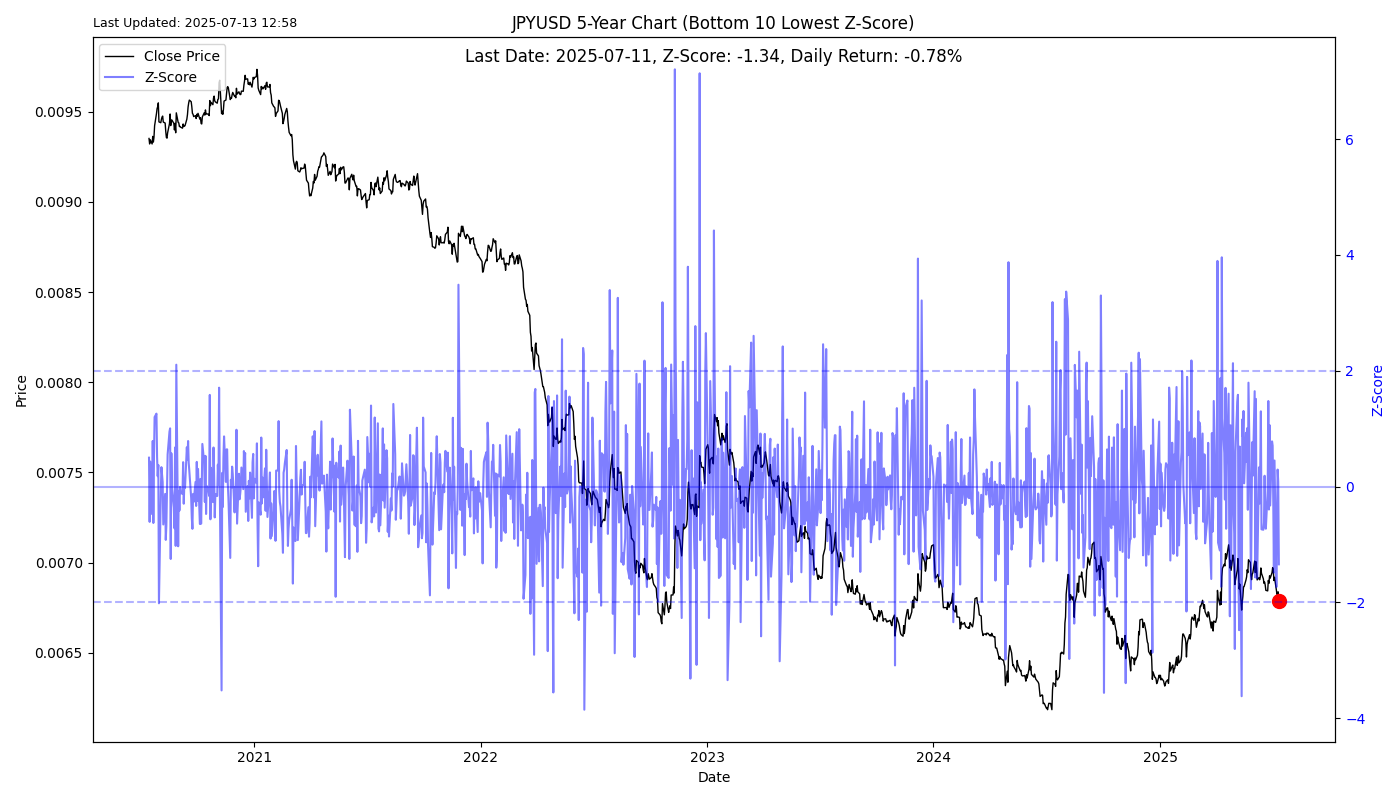 Last Updated: 2025-07-13 12:58
JPYUSD 5-Year Chart (Bottom 10 Lowest Z-Score)
Last Date: 2025-07-11, Z-Score: -1.34, Daily Return: -0.78%
Close Price
Z-Score
0.0095
0.0090
0.0085
0.0080
0.0075
0.0070
0.0065
Price
6
4
2
0
−2
−4
Z-Score
2021
2022
2023
2024
2025
Date